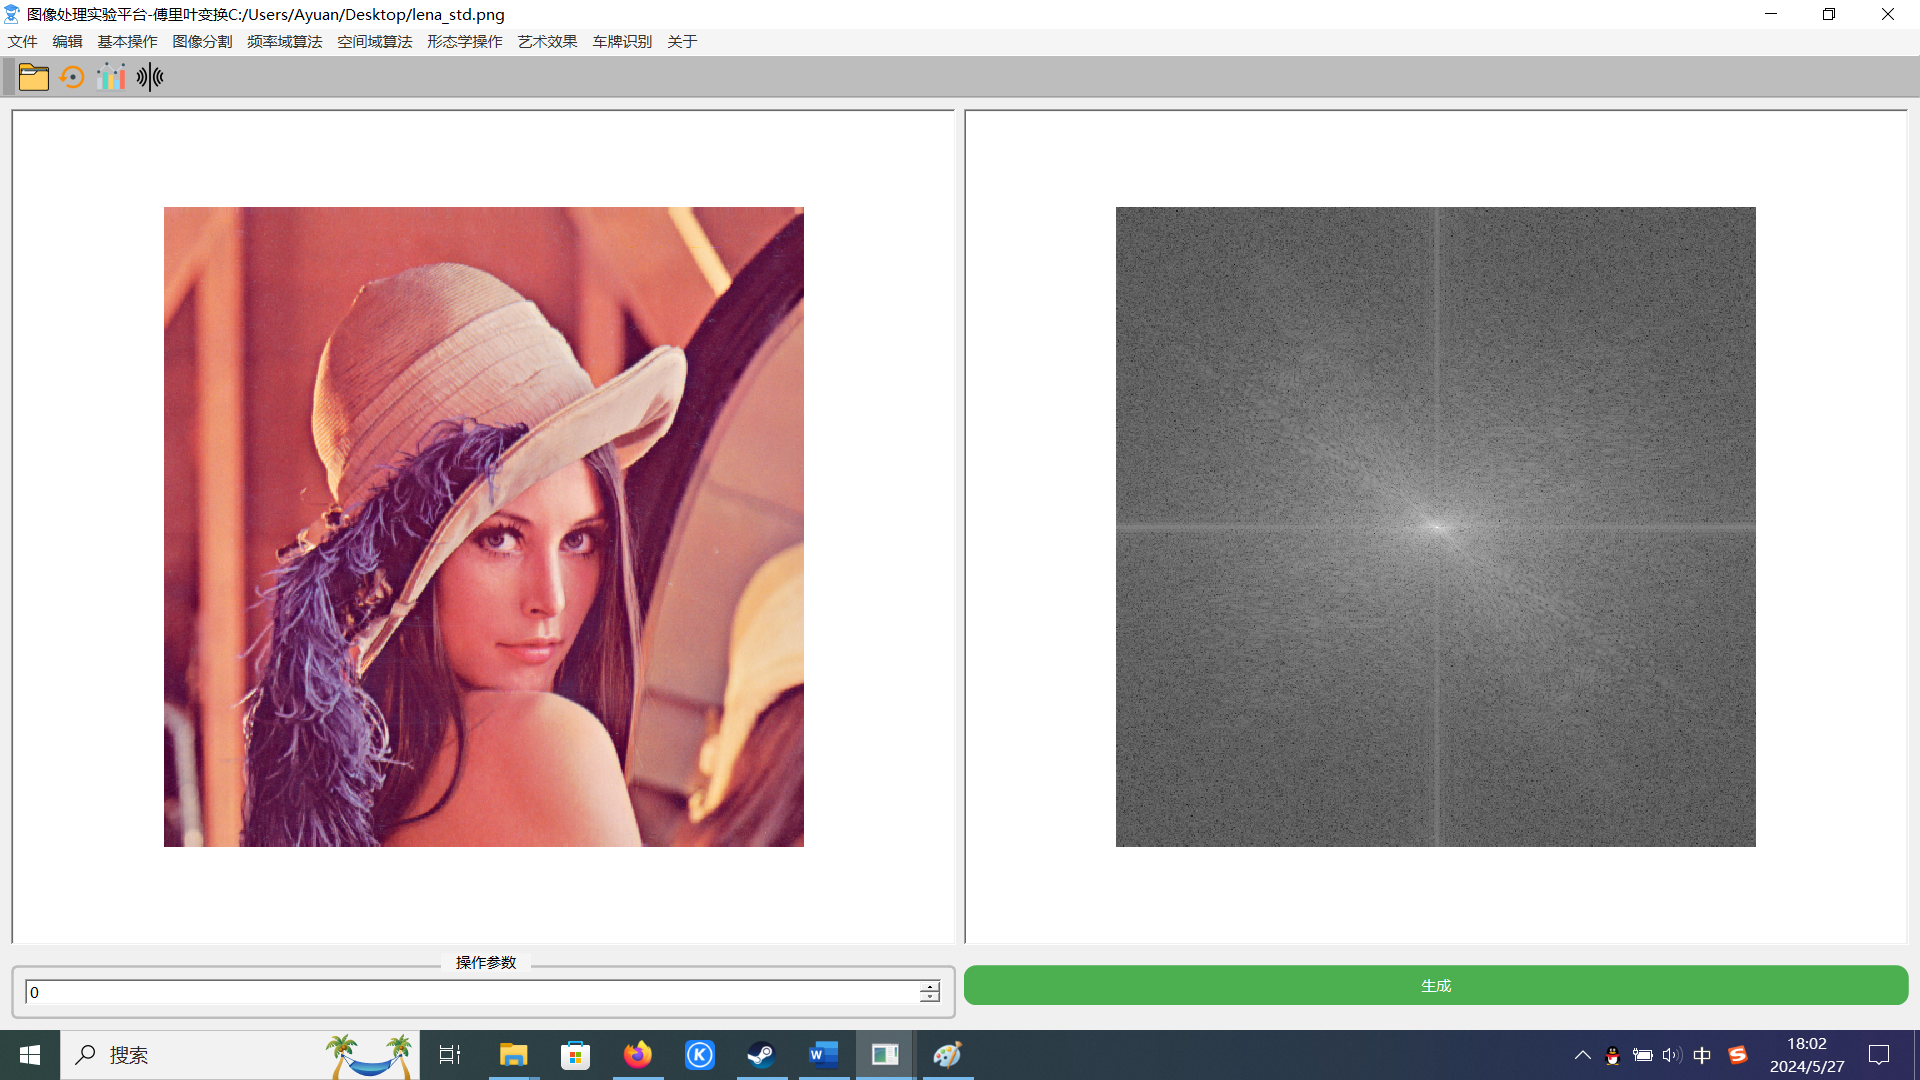 图像处理实验平台-傅里叶变换C:/Users/Ayuan/Desktop/lena_std.png
文件 编辑 基本操作 图像分割 频率域算法 空间域算法 形态学操作 艺术效果 车牌识别 关于
操作参数
0
生成
搜索
K
W
中
S
18:02
2024/5/27